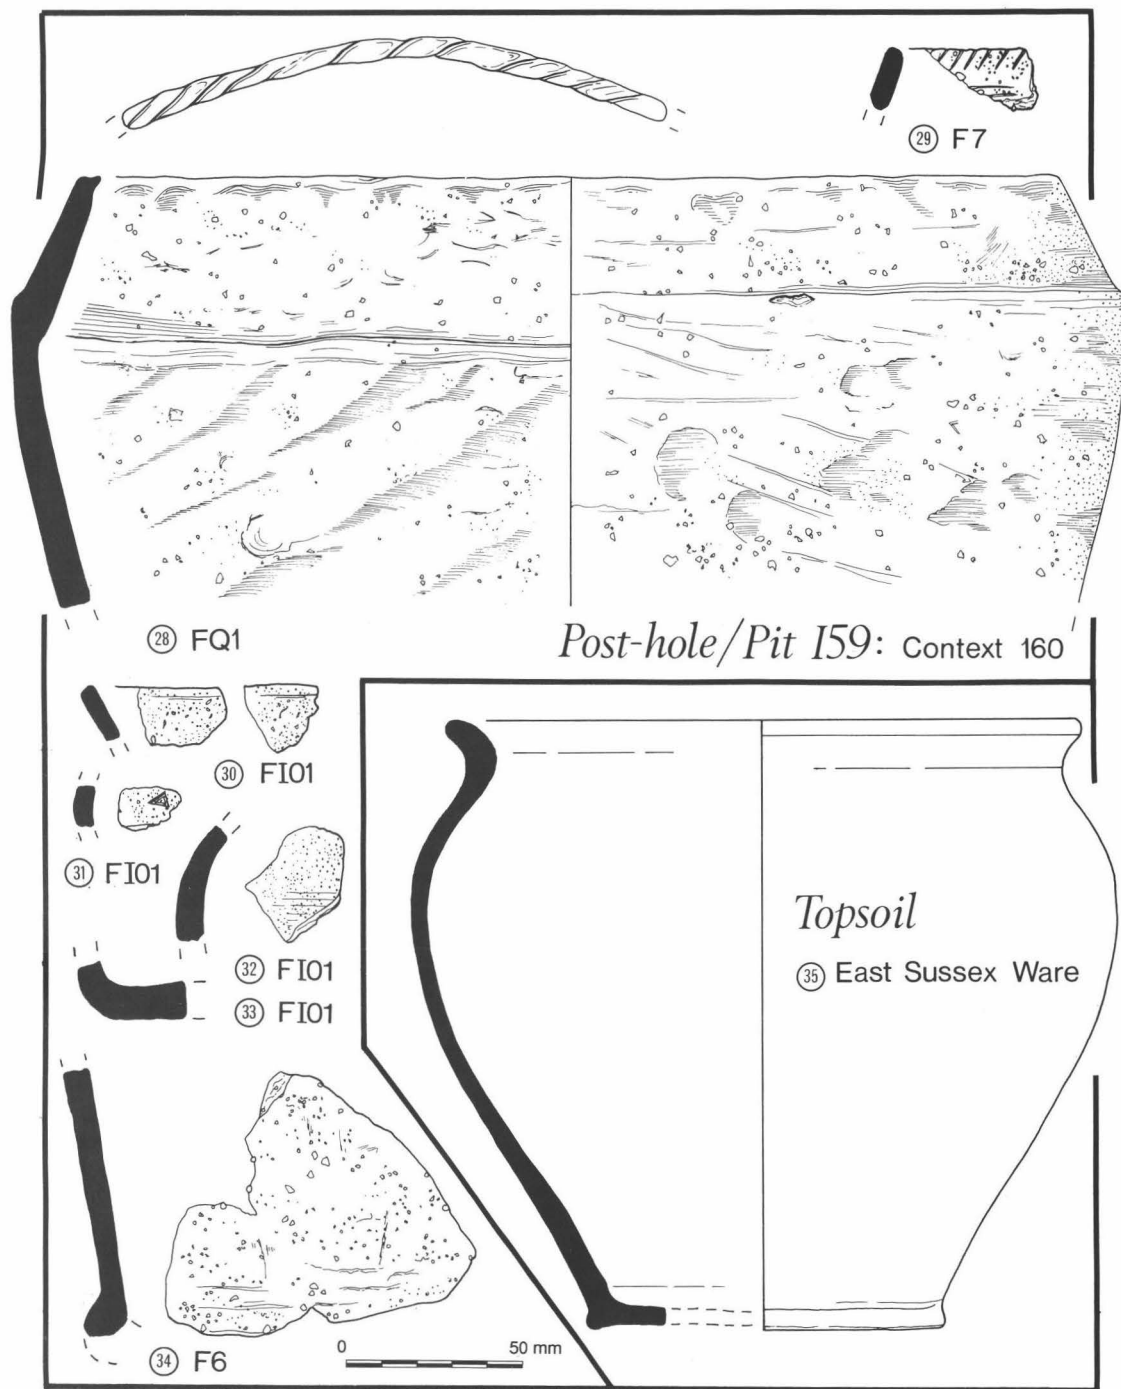 29 F7
28 FQ1
Post-hole/Pit I59: Context 160
30 FI01
31 FI01
32 FI01
33 FI01
Topsoil
35 East Sussex Ware
34 F6
0 50 mm